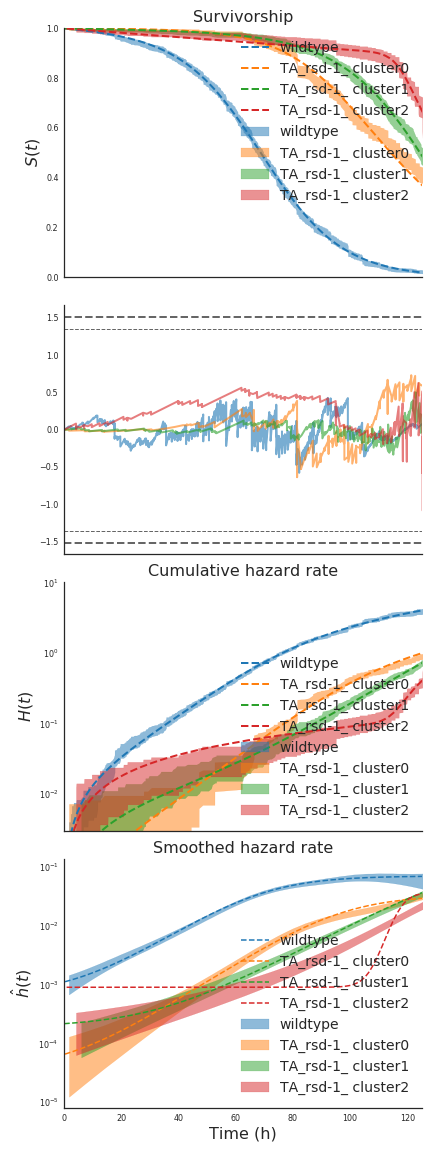 Survivorship
S(t)
1.0
0.8
0.6
0.4
0.2
0.0
wildtype
TA_rsd-1_ cluster0
TA_rsd-1_ cluster1
TA_rsd-1_ cluster2
wildtype
TA_rsd-1_ cluster0
TA_rsd-1_ cluster1
TA_rsd-1_ cluster2
1.5
1.0
0.5
0.0
−0.5
−1.0
−1.5
Cumulative hazard rate
H(t)
10¹
10⁰
10⁻¹
10⁻²
wildtype
TA_rsd-1_ cluster0
TA_rsd-1_ cluster1
TA_rsd-1_ cluster2
wildtype
TA_rsd-1_ cluster0
TA_rsd-1_ cluster1
TA_rsd-1_ cluster2
Smoothed hazard rate
ĥ(t)
10⁻¹
10⁻²
10⁻³
10⁻⁴
10⁻⁵
wildtype
TA_rsd-1_ cluster0
TA_rsd-1_ cluster1
TA_rsd-1_ cluster2
wildtype
TA_rsd-1_ cluster0
TA_rsd-1_ cluster1
TA_rsd-1_ cluster2
0 20 40 60 80 100 120
Time (h)